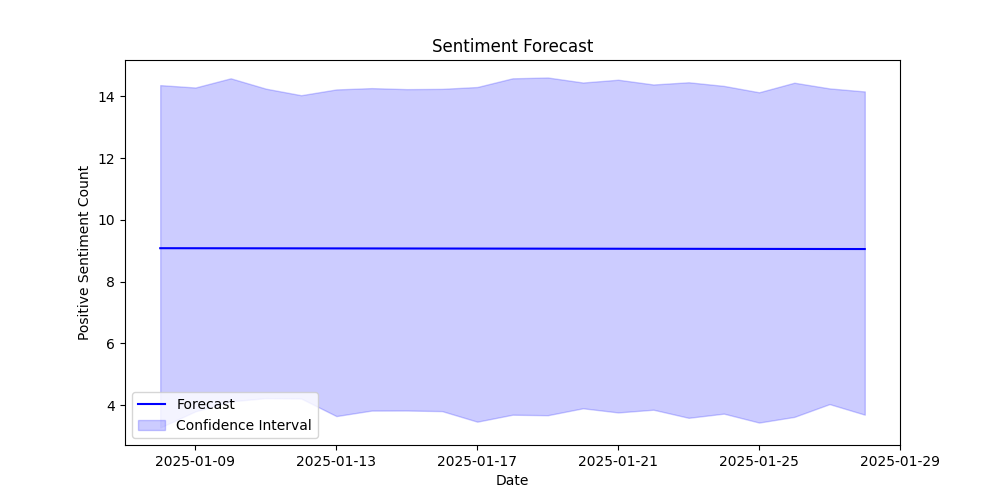 Sentiment Forecast
Positive Sentiment Count
14
12
10
8
6
4
Forecast
Confidence Interval
2025-01-09 2025-01-13 2025-01-17 2025-01-21 2025-01-25 2025-01-29
Date